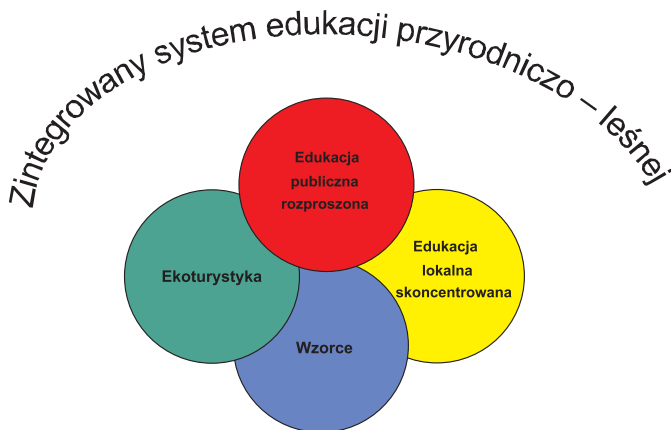 Zintegrowany system edukacji przyrodniczo – leśnej
Edukacja
publiczna
rozproszona
Ekoturystyka
Edukacja
lokalna
skoncentrowana
Wzorce